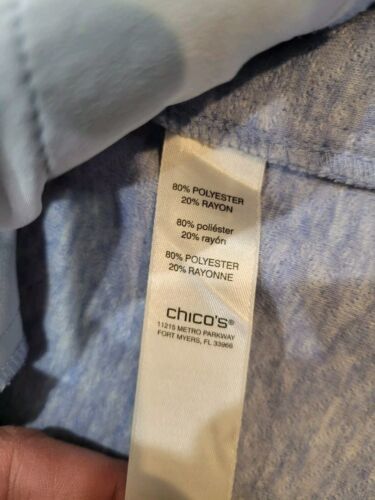 80% POLYESTER
20% RAYON
80% poliéster
20% rayón
80% POLYESTER
20% RAYONNE
chico's®
11215 METRO PARKWAY
FORT MYERS, FL 33966